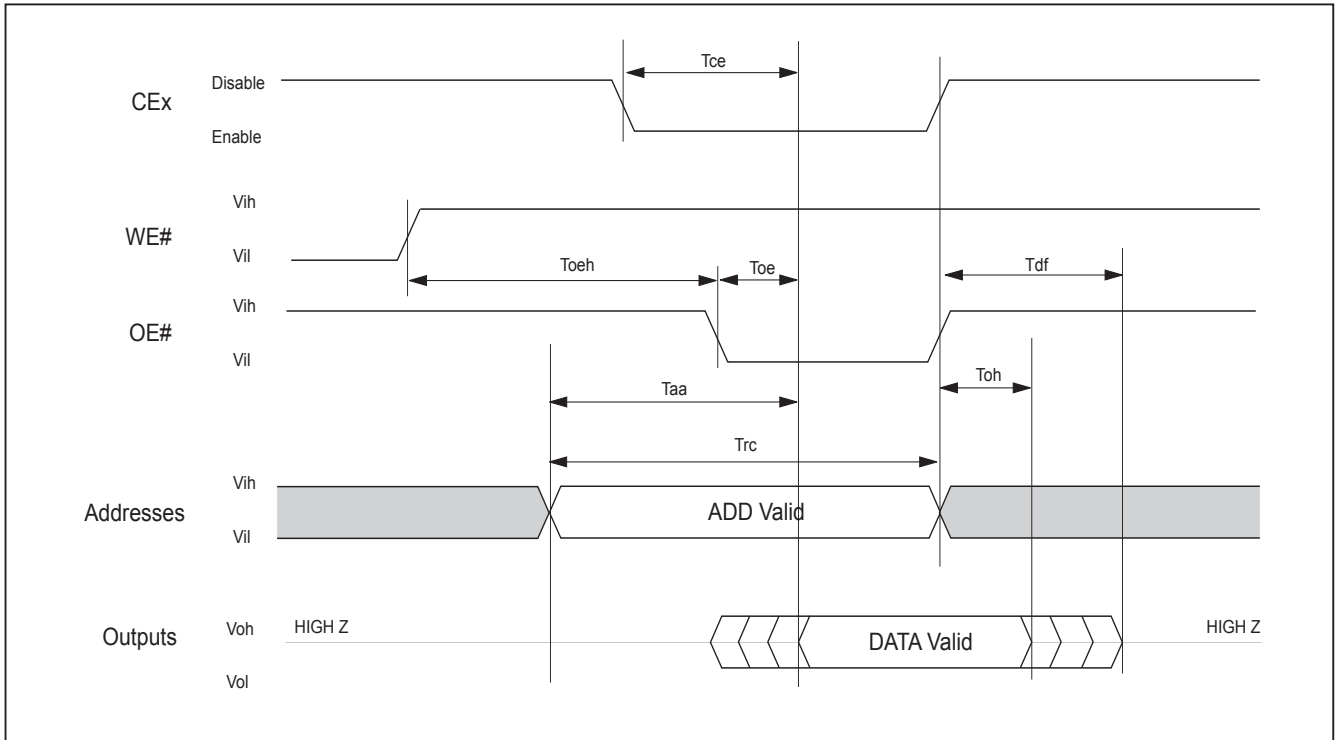 Tce
Disable
CEx
Enable
Vih
WE#
Vil
Toeh
Toe
Tdf
Vih
OE#
Vil
Taa
Toh
Trc
Vih
Addresses
ADD Valid
Vil
Outputs
Voh
HIGH Z
DATA Valid
HIGH Z
Vol